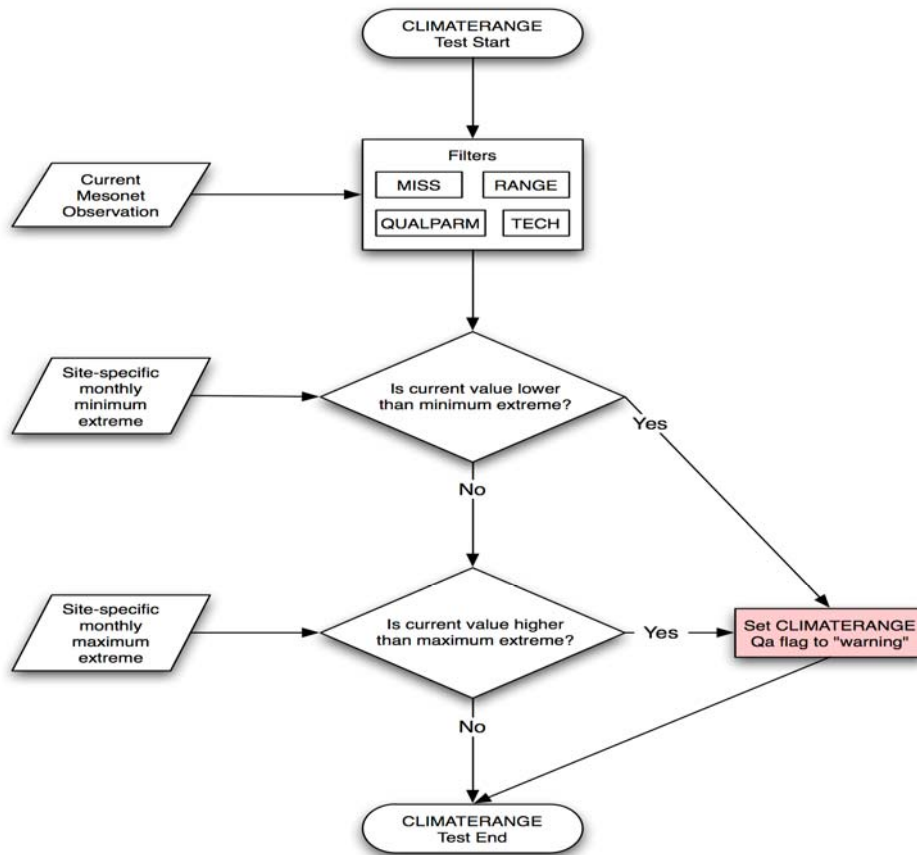 CLIMATERANGE
Test Start
Filters
MISS
RANGE
QUALPARM
TECH
Current
Mesonet
Observation
Site-specific
monthly
minimum
extreme
Is current value lower
than minimum extreme?
Yes
No
Site-specific
monthly
maximum
extreme
Is current value higher
than maximum extreme?
Yes
Set CLIMATERANGE
Qa flag to "warning"
No
CLIMATERANGE
Test End